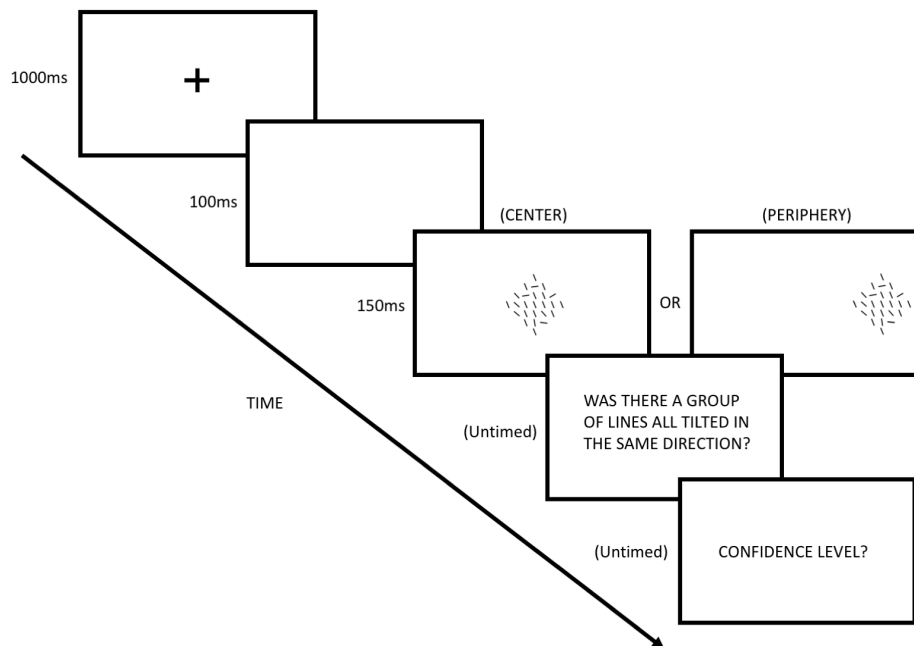 1000ms
100ms
(CENTER)
(PERIPHERY)
150ms
OR
TIME
(Untimed)
WAS THERE A GROUP
OF LINES ALL TILTED IN
THE SAME DIRECTION?
(Untimed)
CONFIDENCE LEVEL?